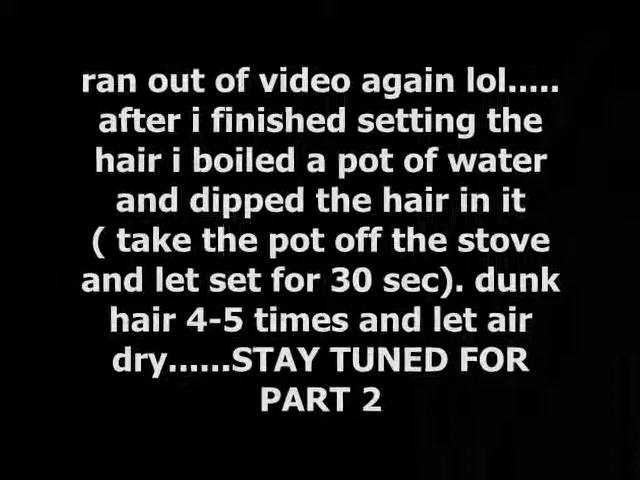 ran out of video again lol.....
after i finished setting the
hair i boiled a pot of water
and dipped the hair in it
( take the pot off the stove
and let set for 30 sec). dunk
hair 4-5 times and let air
dry......STAY TUNED FOR
PART 2